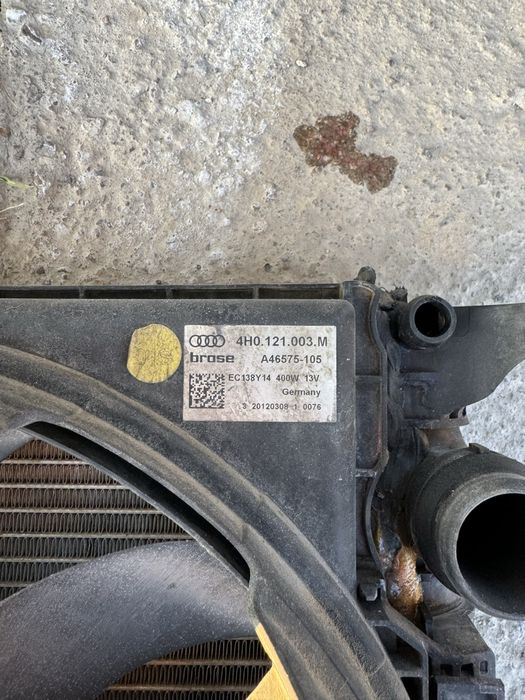 4H0.121.003.M
brose A46575-105
EC138Y14 400W 13V
Germany
3 20120308 1 0076